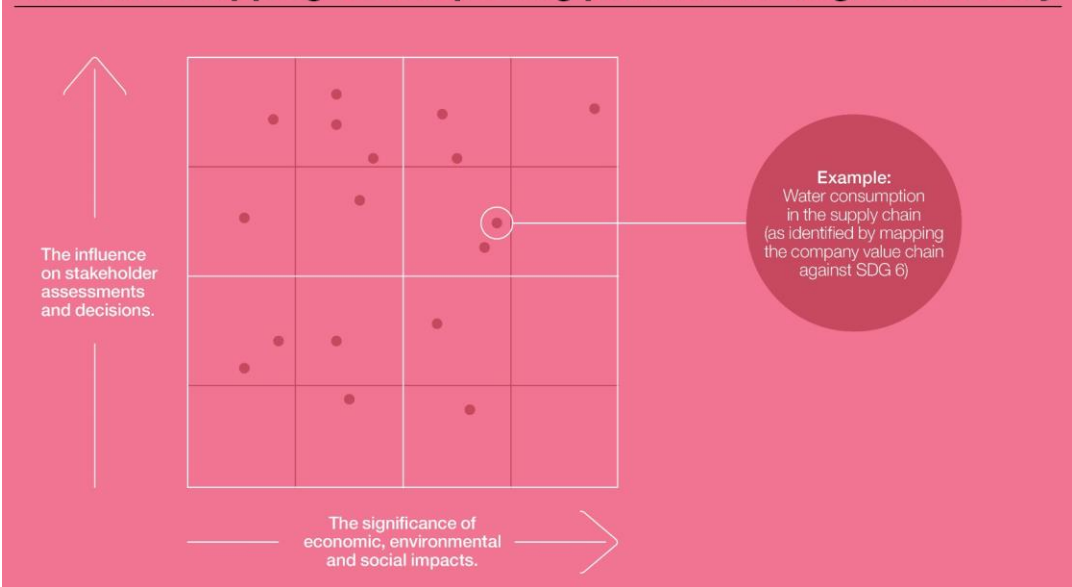 The influence
on stakeholder
assessments
and decisions.
Example:
Water consumption
in the supply chain
(as identified by mapping
the company value chain
against SDG 6)
The significance of
economic, environmental
and social impacts.